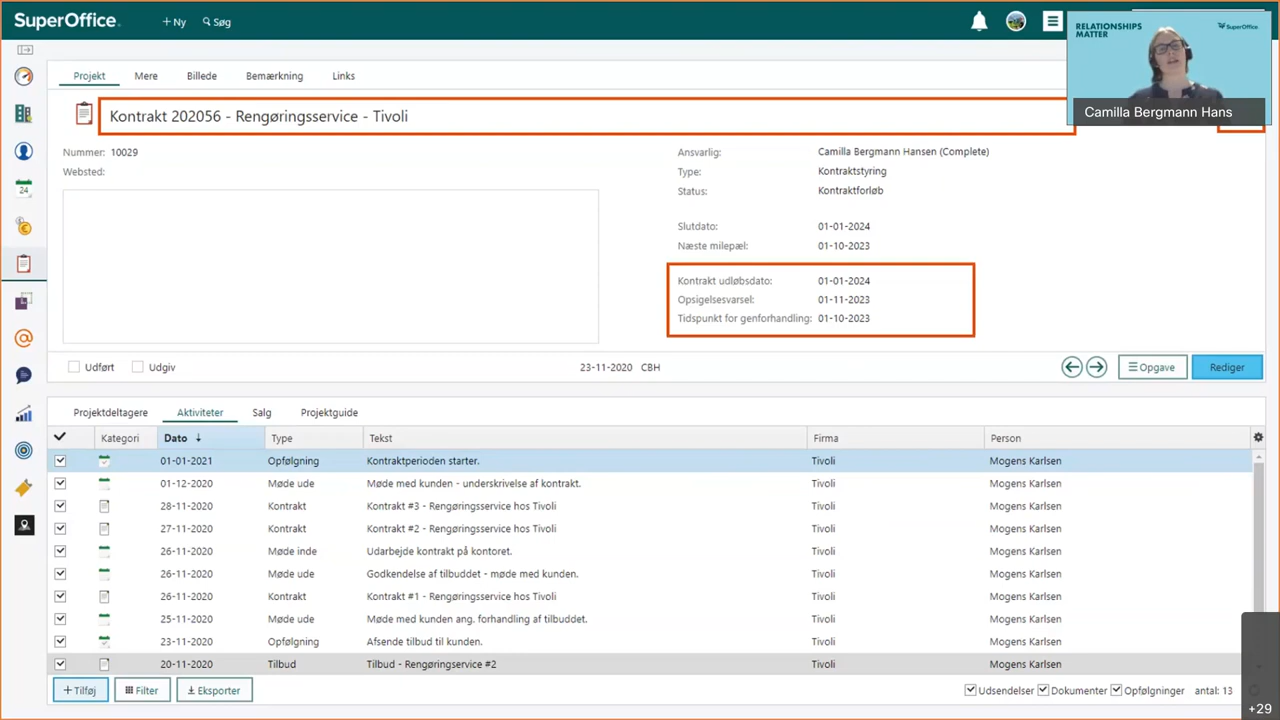 SuperOffice
+ Ny
Søg
RELATIONSHIPS
MATTER
SuperOffice
Camilla Bergmann Hans
24
Projekt
Mere
Billede
Bemærkning
Links
Kontrakt 202056 - Rengøringsservice - Tivoli
Nummer: 10029
Websted:
Ansvarlig: Camilla Bergmann Hansen (Complete)
Type: Kontraktstyring
Status: Kontraktforløb
Slutdato: 01-01-2024
Næste milepæl: 01-10-2023
Kontrakt udløbsdato: 01-01-2024
Opsigelsesvarsel: 01-11-2023
Tidspunkt for genforhandling: 01-10-2023
Udført
Udgiv
23-11-2020 CBH
Opgave
Rediger
Projektdeltagere
Aktiviteter
Salg
Projektguide
Kategori Dato Type Tekst Firma Person
01-01-2021 Opfølgning Kontraktperioden starter. Tivoli Mogens Karlsen
01-12-2020 Møde ude Møde med kunden - underskrivelse af kontrakt. Tivoli Mogens Karlsen
28-11-2020 Kontrakt Kontrakt #3 - Rengøringsservice hos Tivoli Tivoli Mogens Karlsen
27-11-2020 Kontrakt Kontrakt #2 - Rengøringsservice hos Tivoli Tivoli Mogens Karlsen
26-11-2020 Møde inde Udarbejde kontrakt på kontoret. Tivoli Mogens Karlsen
26-11-2020 Møde ude Godkendelse af tilbuddet - møde med kunden. Tivoli Mogens Karlsen
26-11-2020 Kontrakt Kontrakt #1 - Rengøringsservice hos Tivoli Tivoli Mogens Karlsen
25-11-2020 Møde ude Møde med kunden ang. forhandling af tilbuddet. Tivoli Mogens Karlsen
23-11-2020 Opfølgning Afsende tilbud til kunden. Tivoli Mogens Karlsen
20-11-2020 Tilbud Tilbud - Rengøringservice #2 Tivoli Mogens Karlsen
+ Tilføj
Filter
Eksporter
Udsendelser
Dokumenter
Opfølgninger
antal: 13
+29